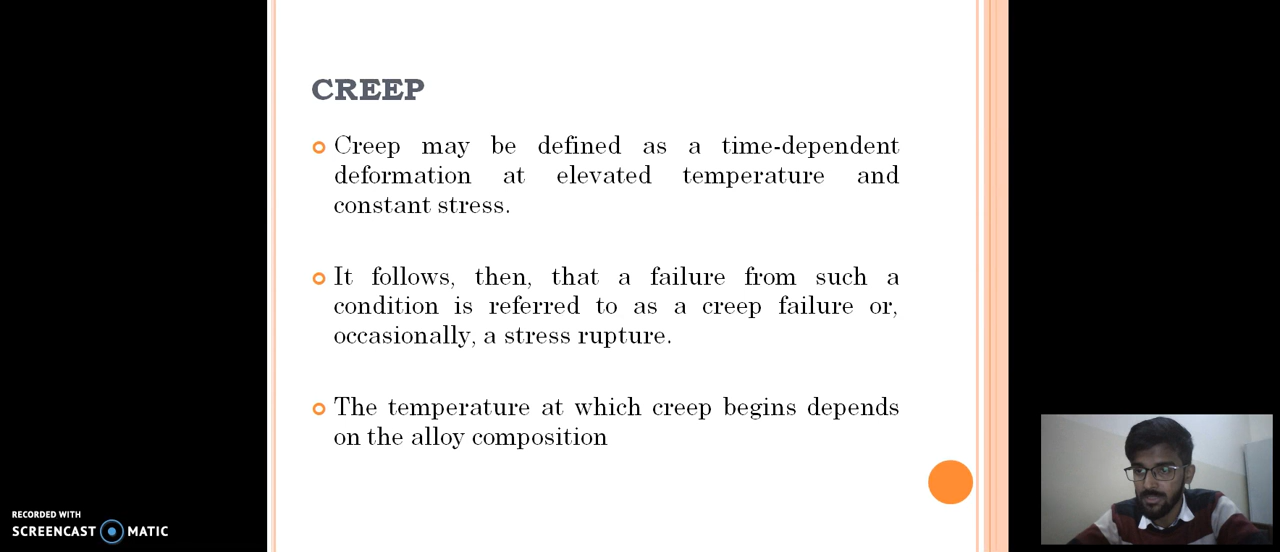 CREEP
Creep may be defined as a time-dependent
deformation at elevated temperature and
constant stress.
It follows, then, that a failure from such a
condition is referred to as a creep failure or,
occasionally, a stress rupture.
The temperature at which creep begins depends
on the alloy composition
RECORDED WITH
SCREENCAST MATIC